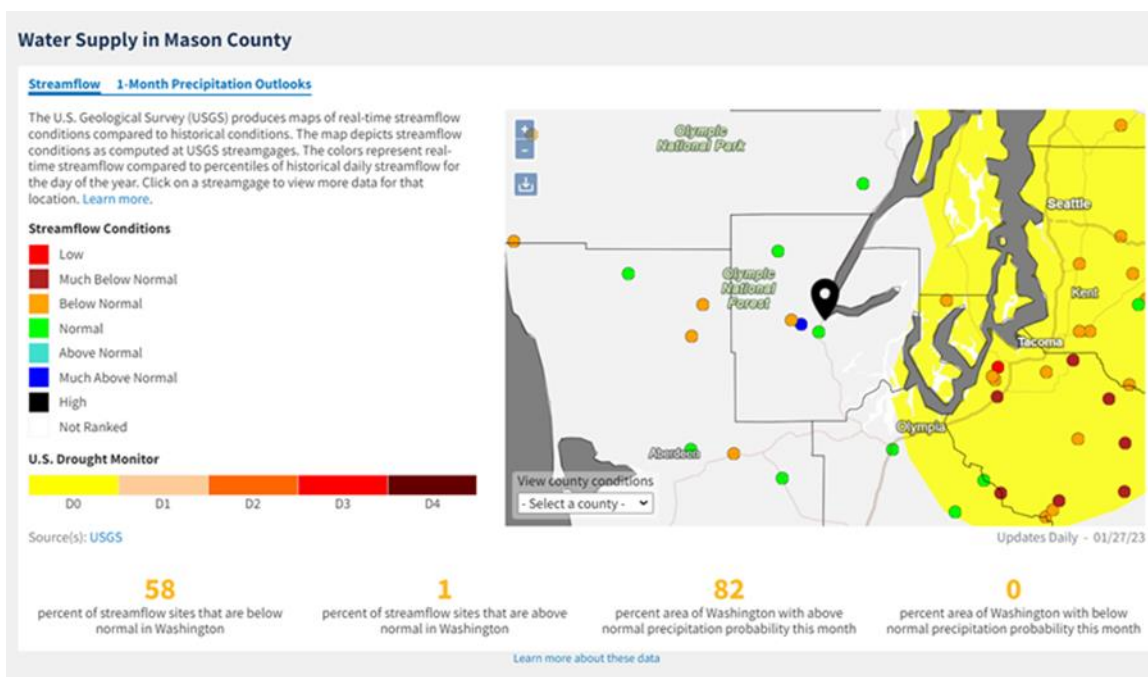 Water Supply in Mason County
Streamflow 1-Month Precipitation Outlooks
The U.S. Geological Survey (USGS) produces maps of real-time streamflow
conditions compared to historical conditions. The map depicts streamflow
conditions as computed at USGS streamgages. The colors represent real-
time streamflow compared to percentiles of historical daily streamflow for
the day of the year. Click on a streamgage to view more data for that
location. Learn more.
Streamflow Conditions
Low
Much Below Normal
Below Normal
Normal
Above Normal
Much Above Normal
High
Not Ranked
U.S. Drought Monitor
D0 D1 D2 D3 D4
Source(s): USGS
+
-
Olympic
National Park
Seattle
Olympic
National
Forest
Kent
Tacoma
Olympia
Aberdeen
View county conditions
- Select a county -
Updates Daily - 01/27/23
58
percent of streamflow sites that are below
normal in Washington
1
percent of streamflow sites that are above
normal in Washington
82
percent area of Washington with above
normal precipitation probability this month
0
percent area of Washington with below
normal precipitation probability this month
Learn more about these data